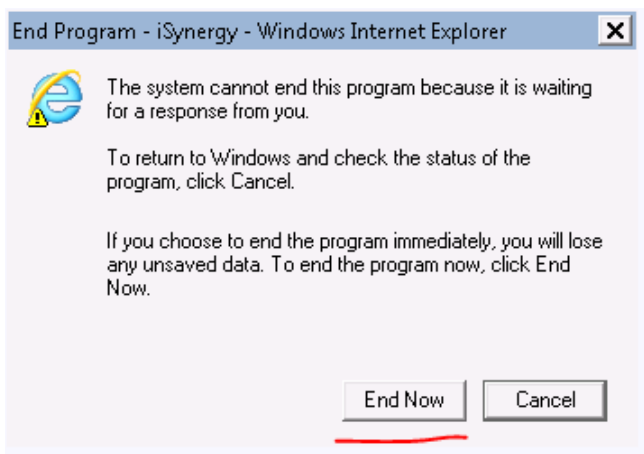 End Program - iSynergy - Windows Internet Explorer
The system cannot end this program because it is waiting
for a response from you.
To return to Windows and check the status of the
program, click Cancel.
If you choose to end the program immediately, you will lose
any unsaved data. To end the program now, click End
Now.
End Now
Cancel